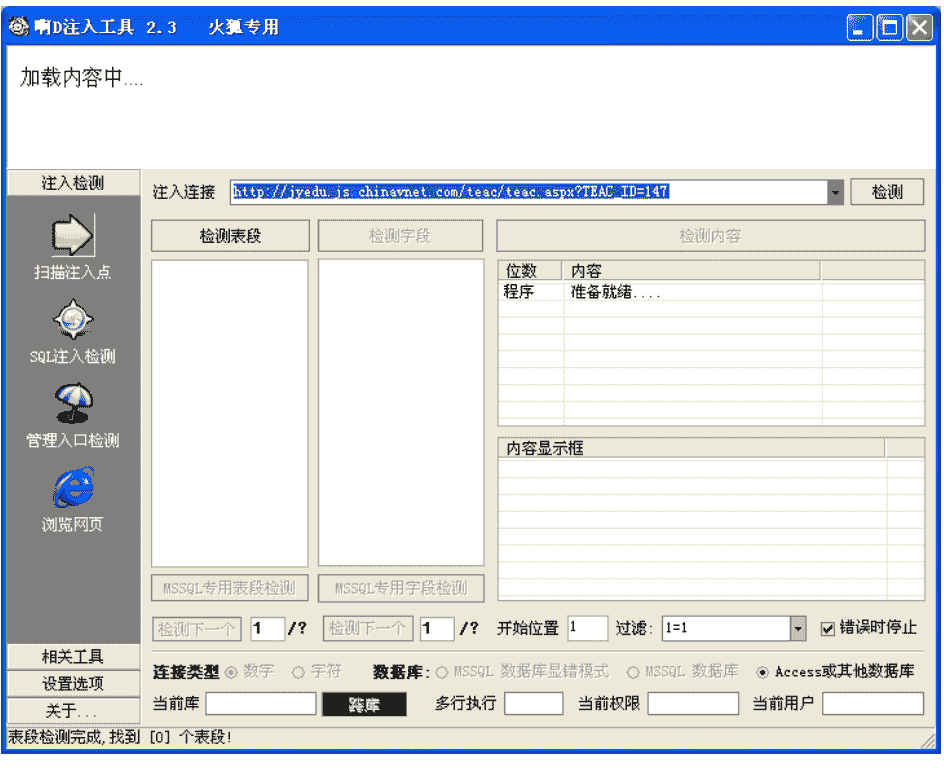 啊D注入工具 2.3 火狐专用
加载内容中....
注入检测
注入连接 http://jyedu.js.chinavnet.com/teac/teac.aspx?TEAC_ID=147 检测
检测表段 检测字段 检测内容
扫描注入点
位数 内容
程序 准备就绪....
SQL注入检测
管理入口检测
内容显示框
浏览网页
MSSQL专用表段检测 MSSQL专用字段检测
检测下一个 1 /? 检测下一个 1 /? 开始位置 1 过滤: 1=1 错误时停止
相关工具
连接类型 数字 字符 数据库: MSSQL 数据库显错模式 MSSQL 数据库 Access或其他数据库
设置选项
当前库 跨库 多行执行 当前权限 当前用户
关于...
表段检测完成,找到 [0] 个表段!